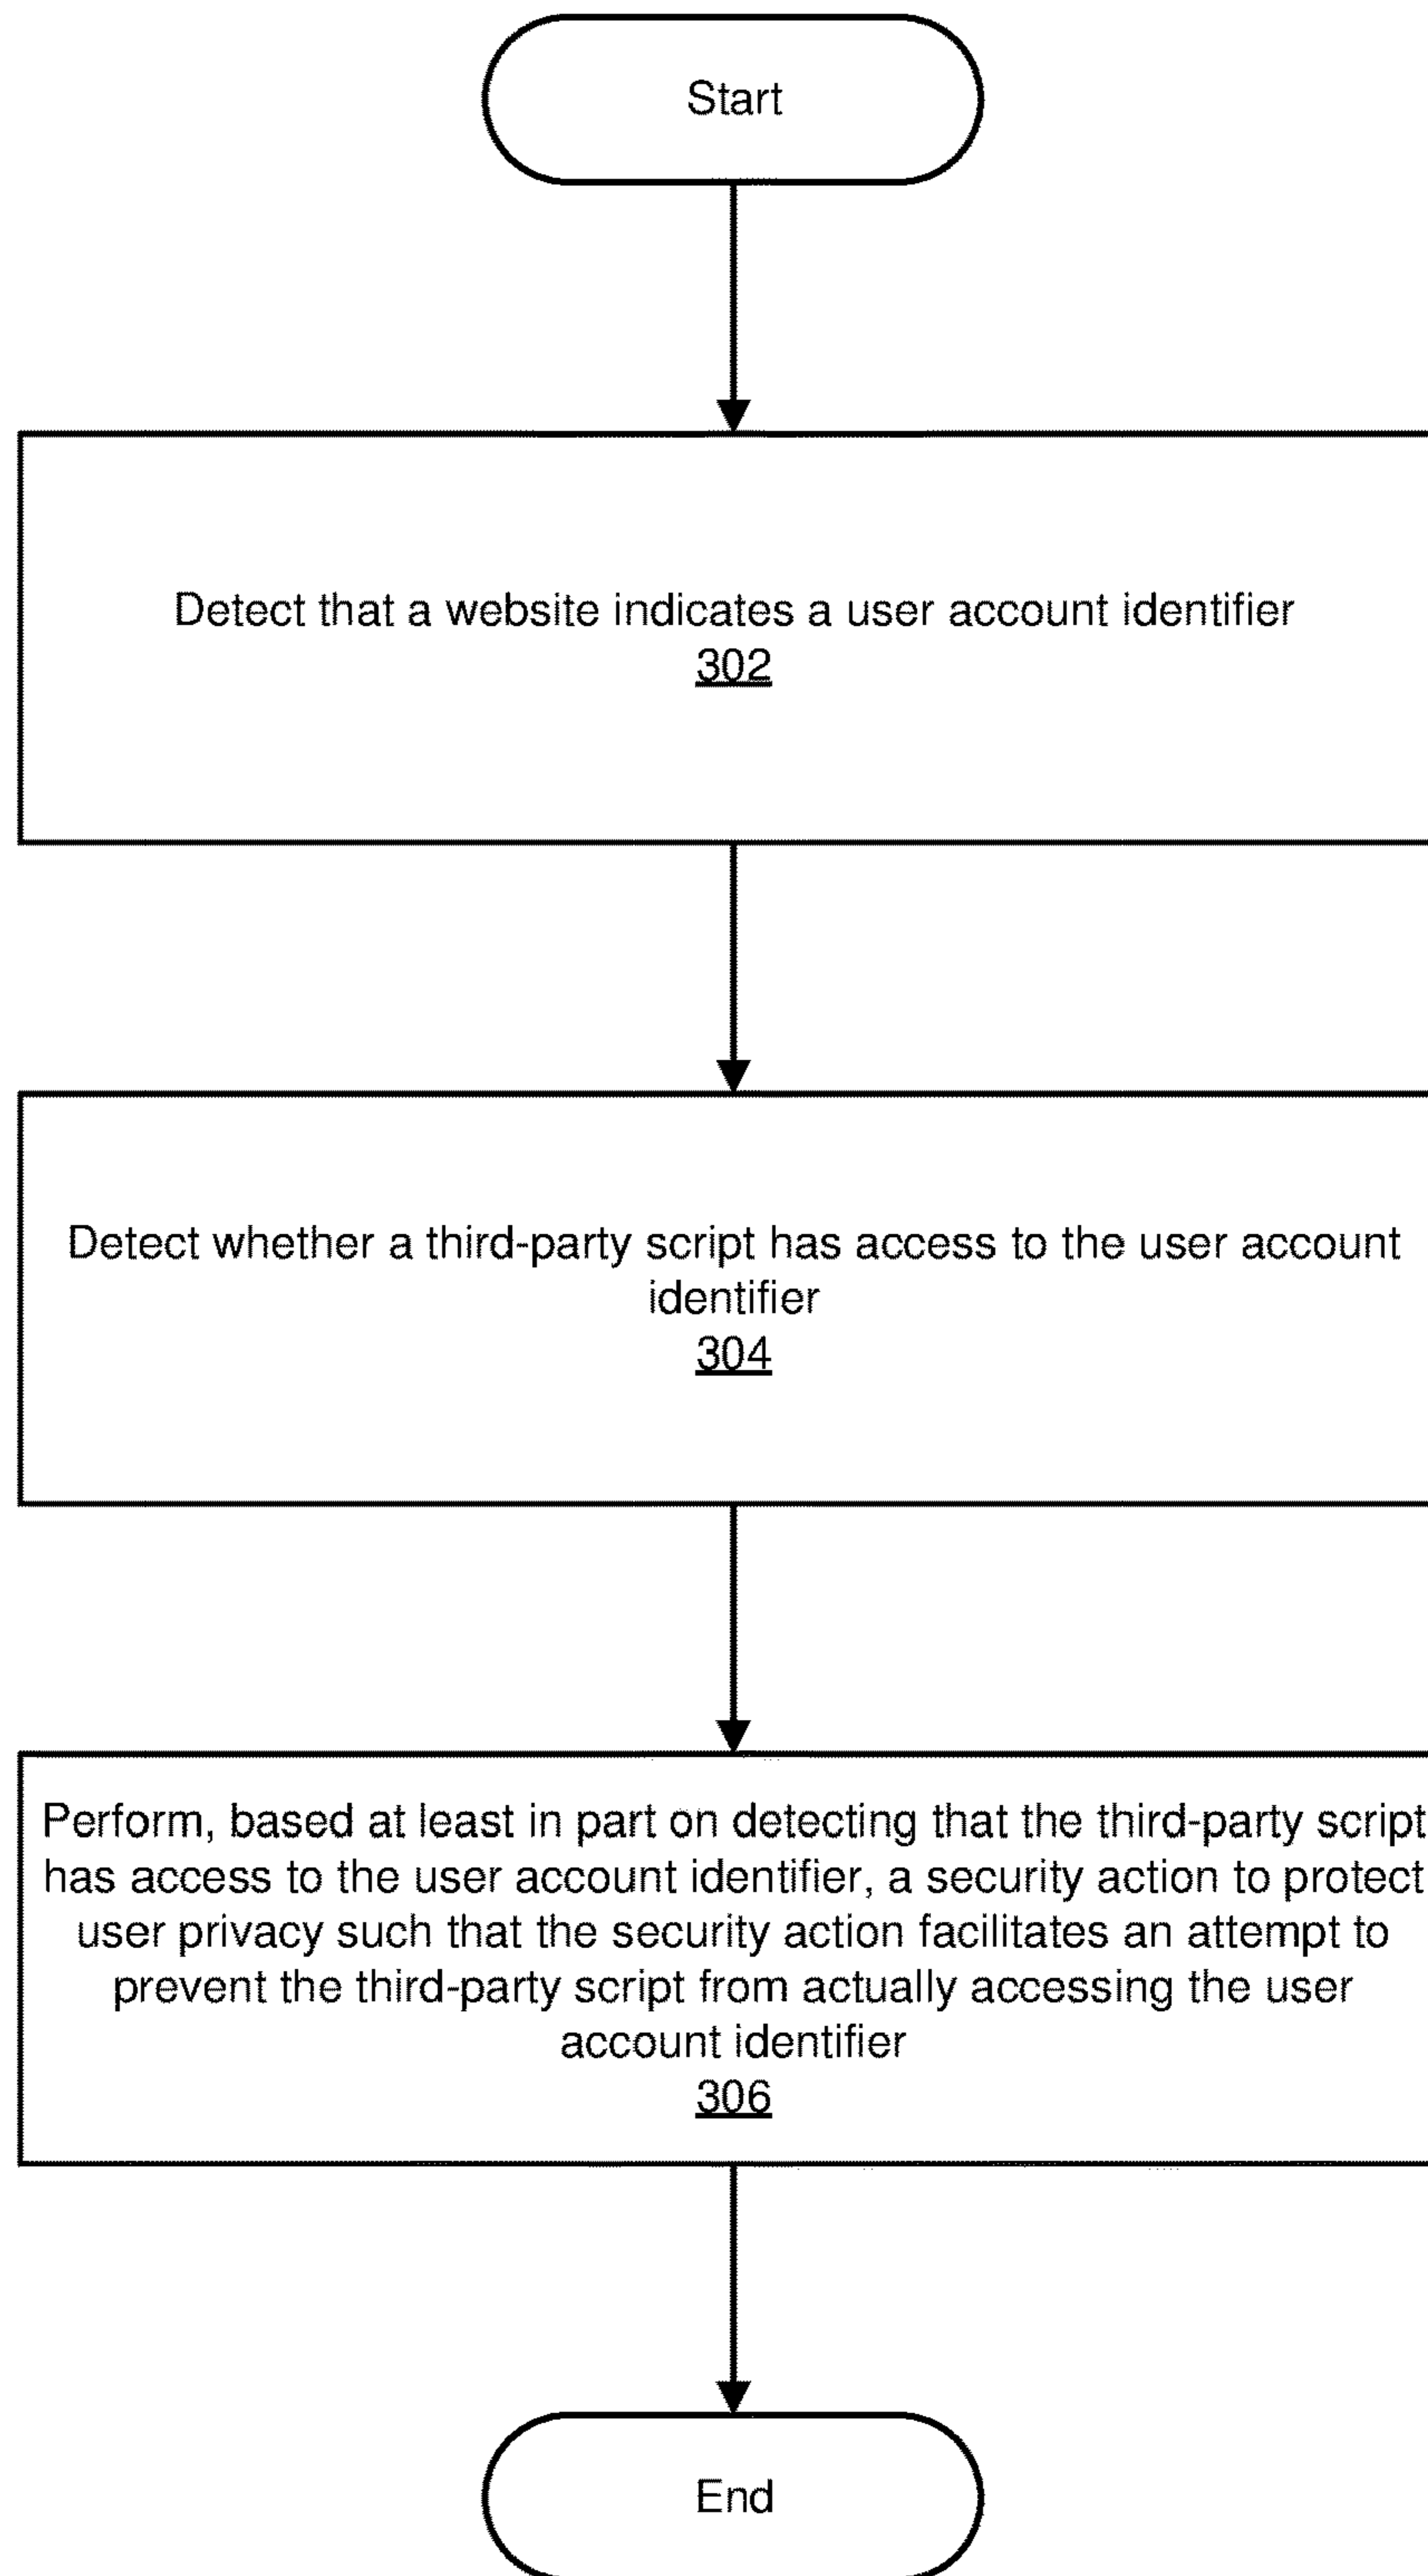 Start
Detect that a website indicates a user account identifier
302
Detect whether a third-party script has access to the user account
identifier
304
Perform, based at least in part on detecting that the third-party script
has access to the user account identifier, a security action to protect
user privacy such that the security action facilitates an attempt to
prevent the third-party script from actually accessing the user
account identifier
306
End